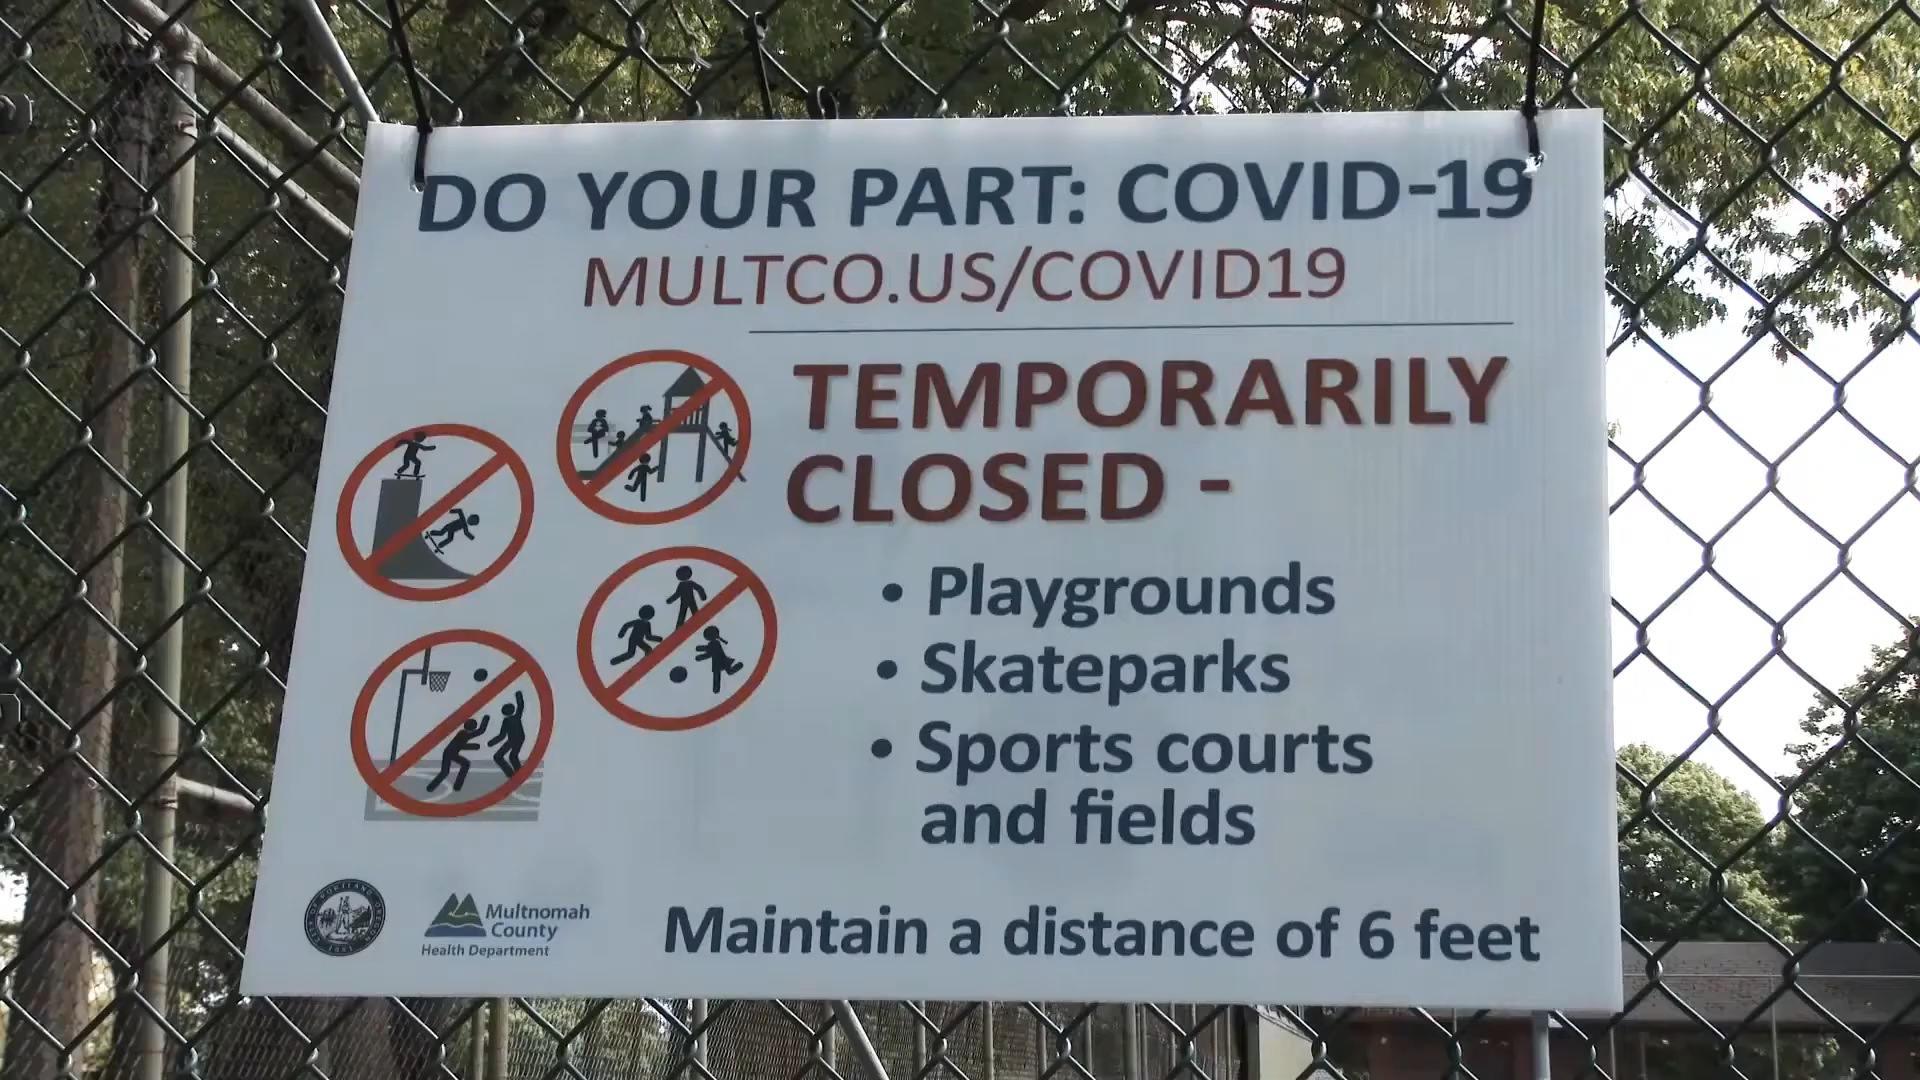 DO YOUR PART: COVID-19
MULTCO.US/COVID19
TEMPORARILY
CLOSED -
• Playgrounds
• Skateparks
• Sports courts
and fields
Multnomah
County
Health Department
Maintain a distance of 6 feet